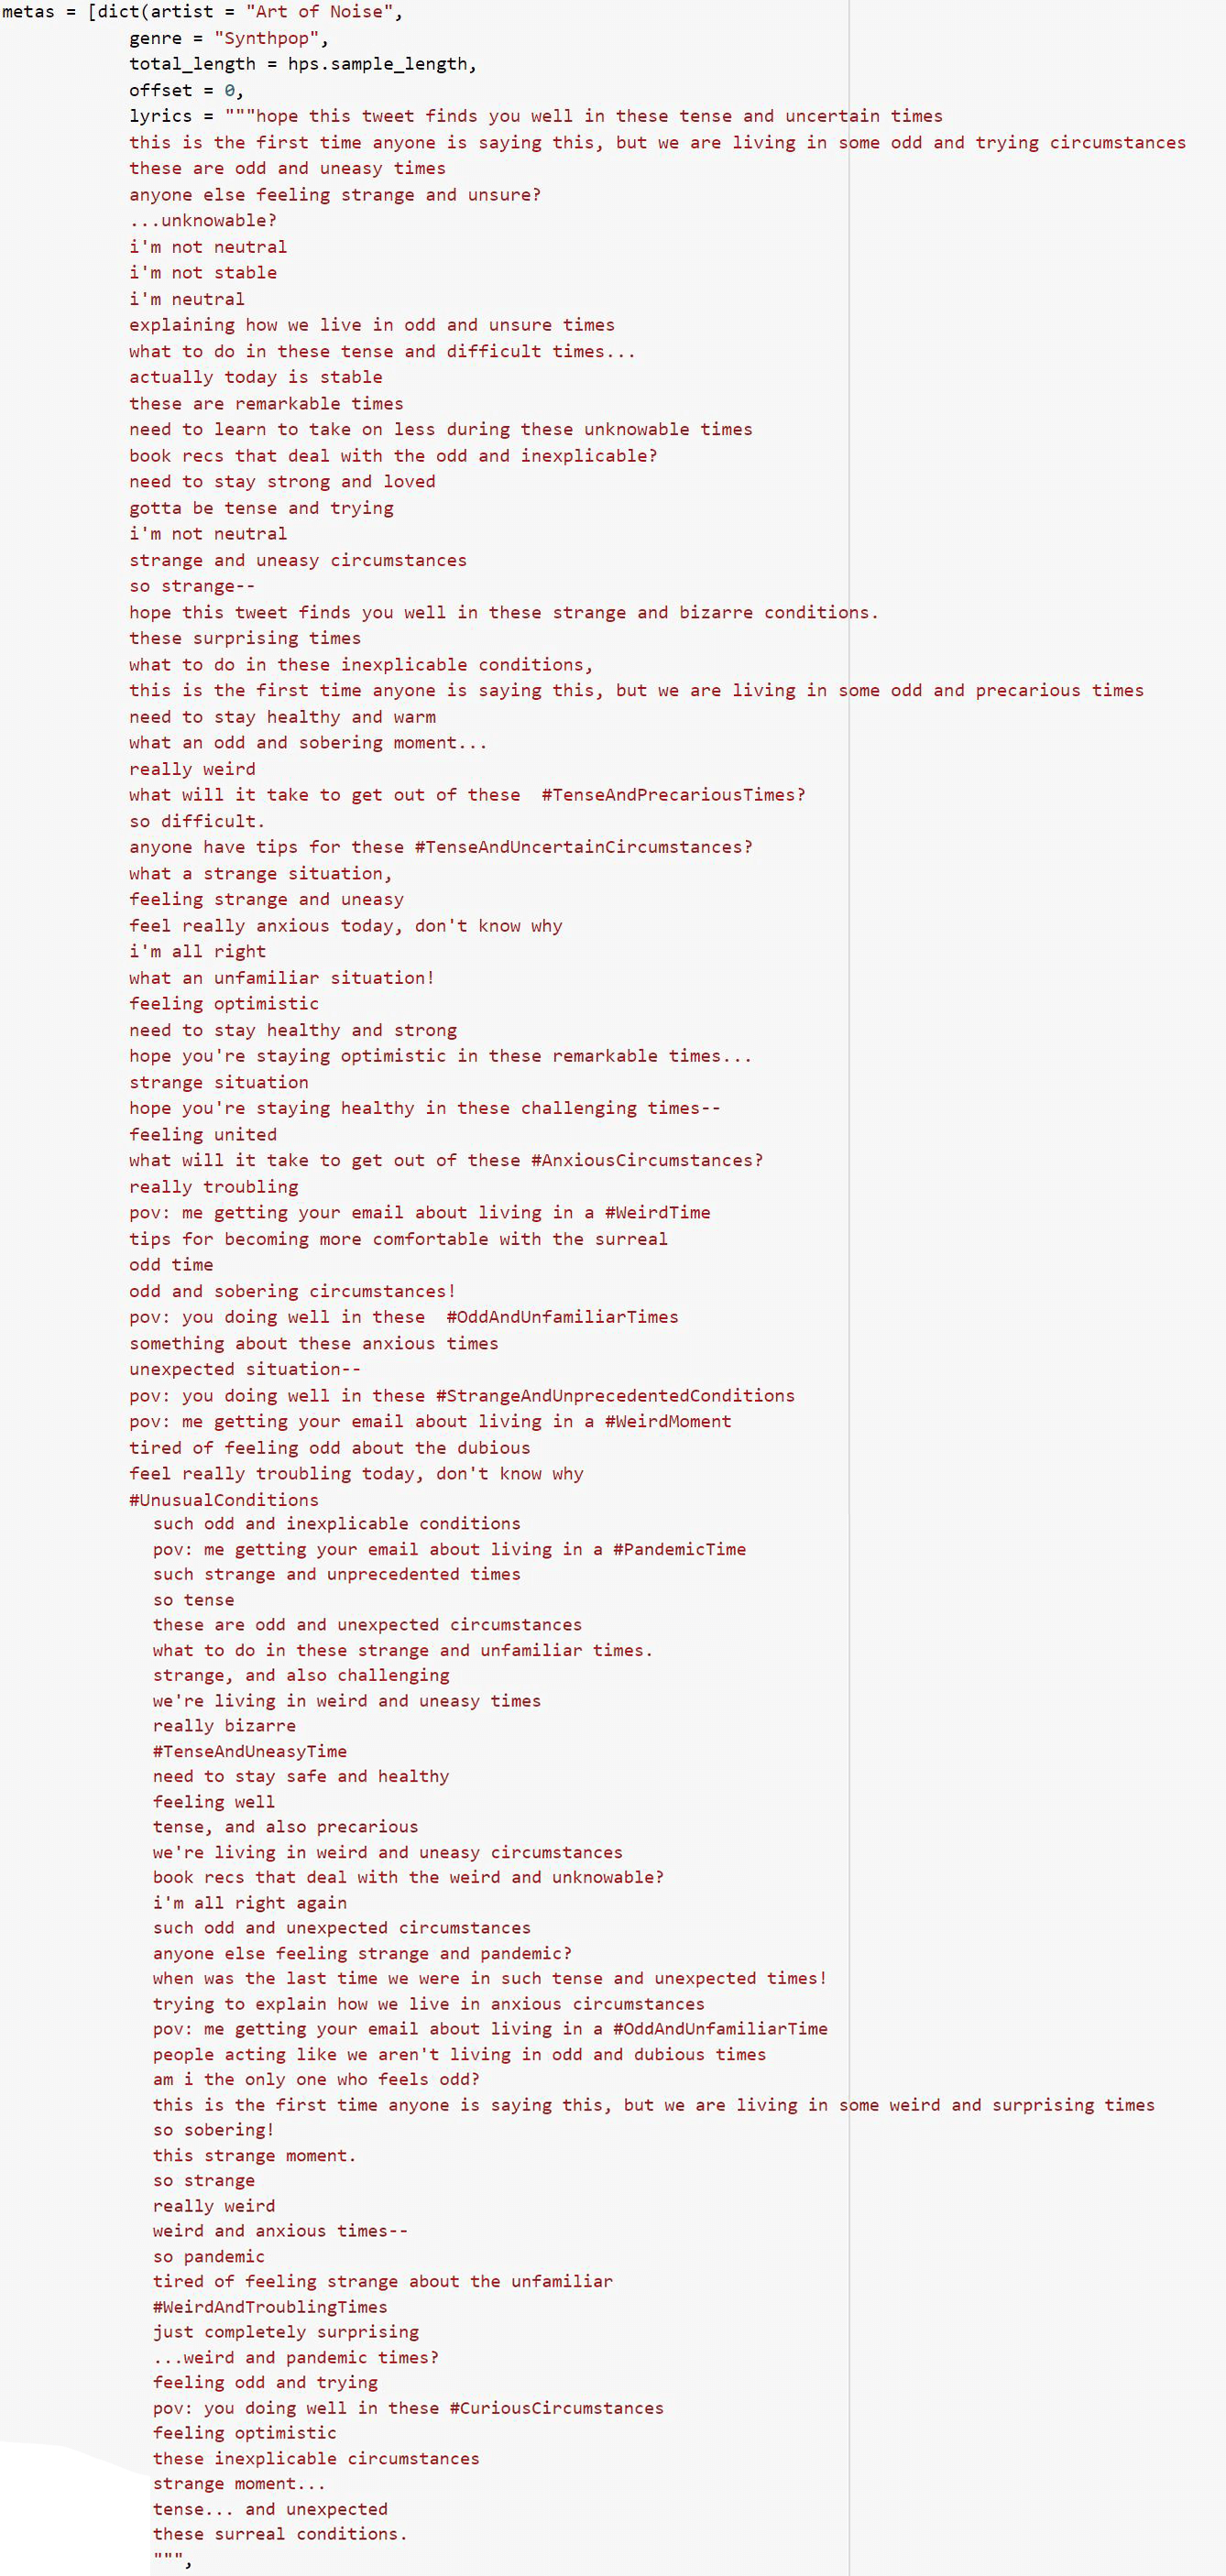 metas = [dict(artist = "Art of Noise",
genre = "Synthpop",
total_length = hps.sample_length,
offset = 0,
lyrics = """hope this tweet finds you well in these tense and uncertain times
this is the first time anyone is saying this, but we are living in some odd and trying circumstances
these are odd and uneasy times
anyone else feeling strange and unsure?
...unknowable?
i'm not neutral
i'm not stable
i'm neutral
explaining how we live in odd and unsure times
what to do in these tense and difficult times...
actually today is stable
these are remarkable times
need to learn to take on less during these unknowable times
book recs that deal with the odd and inexplicable?
need to stay strong and loved
gotta be tense and trying
i'm not neutral
strange and uneasy circumstances
so strange--
hope this tweet finds you well in these strange and bizarre conditions.
these surprising times
what to do in these inexplicable conditions,
this is the first time anyone is saying this, but we are living in some odd and precarious times
need to stay healthy and warm
what an odd and sobering moment...
really weird
what will it take to get out of these  #TenseAndPrecariousTimes?
so difficult.
anyone have tips for these #TenseAndUncertainCircumstances?
what a strange situation,
feeling strange and uneasy
feel really anxious today, don't know why
i'm all right
what an unfamiliar situation!
feeling optimistic
need to stay healthy and strong
hope you're staying optimistic in these remarkable times...
strange situation
hope you're staying healthy in these challenging times--
feeling united
what will it take to get out of these #AnxiousCircumstances?
really troubling
pov: me getting your email about living in a #WeirdTime
tips for becoming more comfortable with the surreal
odd time
odd and sobering circumstances!
pov: you doing well in these  #OddAndUnfamiliarTimes
something about these anxious times
unexpected situation--
pov: you doing well in these #StrangeAndUnprecedentedConditions
pov: me getting your email about living in a #WeirdMoment
tired of feeling odd about the dubious
feel really troubling today, don't know why
#UnusualConditions
such odd and inexplicable conditions
pov: me getting your email about living in a #PandemicTime
such strange and unprecedented times
so tense
these are odd and unexpected circumstances
what to do in these strange and unfamiliar times.
strange, and also challenging
we're living in weird and uneasy times
really bizarre
#TenseAndUneasyTime
need to stay safe and healthy
feeling well
tense, and also precarious
we're living in weird and uneasy circumstances
book recs that deal with the weird and unknowable?
i'm all right again
such odd and unexpected circumstances
anyone else feeling strange and pandemic?
when was the last time we were in such tense and unexpected times!
trying to explain how we live in anxious circumstances
pov: me getting your email about living in a #OddAndUnfamiliarTime
people acting like we aren't living in odd and dubious times
am i the only one who feels odd?
this is the first time anyone is saying this, but we are living in some weird and surprising times
so sobering!
this strange moment.
so strange
really weird
weird and anxious times--
so pandemic
tired of feeling strange about the unfamiliar
#WeirdAndTroublingTimes
just completely surprising
...weird and pandemic times?
feeling odd and trying
pov: you doing well in these #CuriousCircumstances
feeling optimistic
these inexplicable circumstances
strange moment...
tense... and unexpected
these surreal conditions.
""",